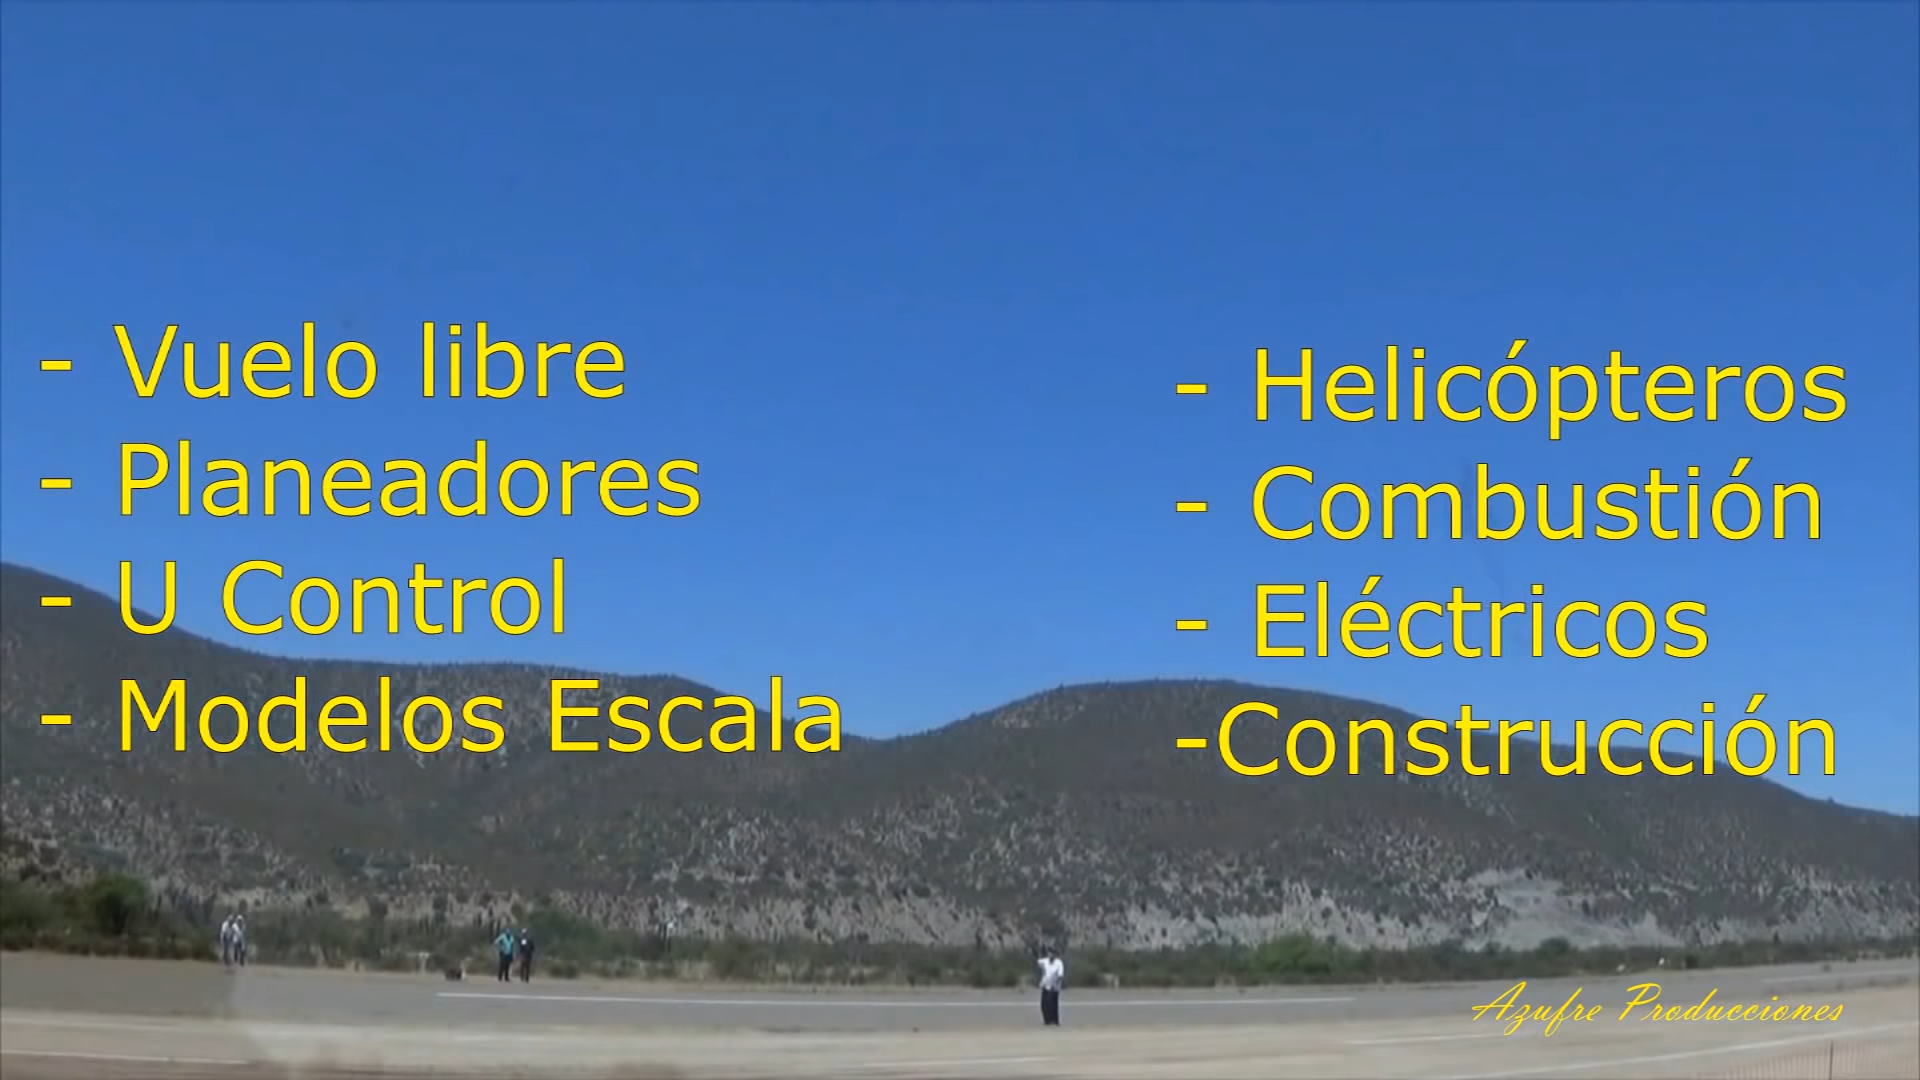 - Vuelo libre
- Planeadores
- U Control
- Modelos Escala
- Helicópteros
- Combustión
- Eléctricos
-Construcción
Azufre Producciones